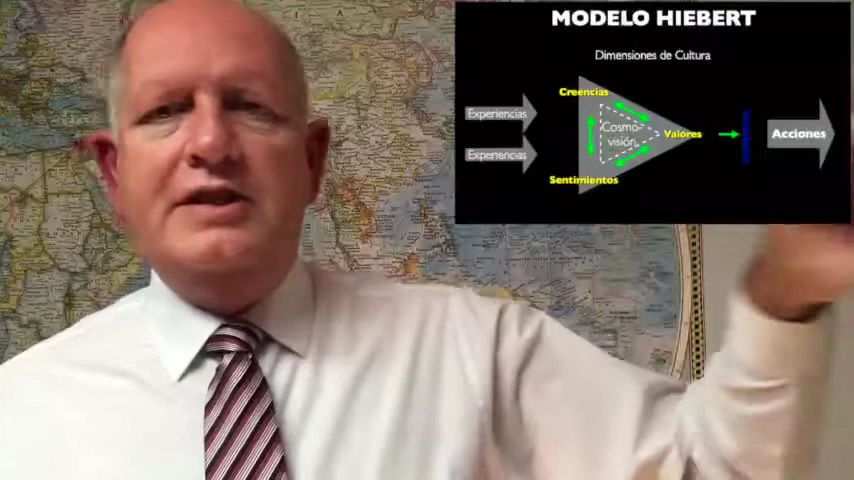 MODELO HIEBERT
Dimensiones de Cultura
Creencias
Experiencias
Cosmo-
visión
Valores
Acciones
Experiencias
Sentimientos